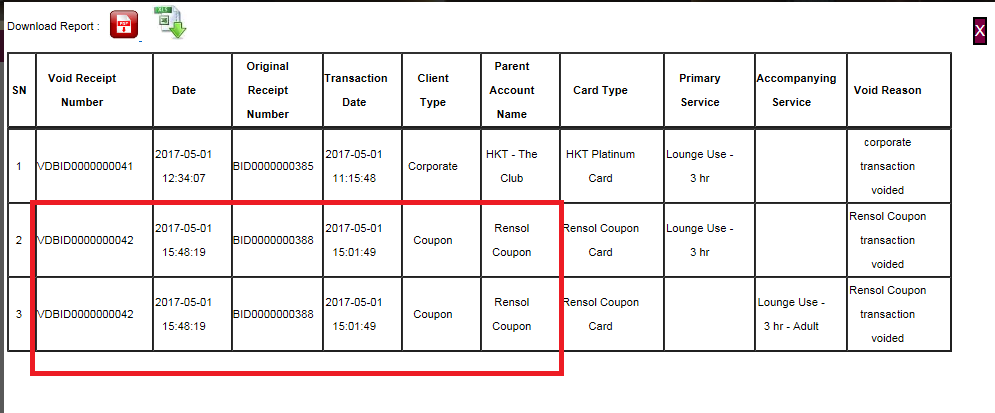 Download Report :
X
SN Void Receipt Number Date Original Receipt Number Transaction Date Client Type Parent Account Name Card Type Primary Service Accompanying Service Void Reason
1 VDBID0000000041 2017-05-01 12:34:07 BID0000000385 2017-05-01 11:15:48 Corporate HKT - The Club HKT Platinum Card Lounge Use - 3 hr corporate transaction voided
2 VDBID0000000042 2017-05-01 15:48:19 BID0000000388 2017-05-01 15:01:49 Coupon Rensol Coupon Rensol Coupon Card Lounge Use - 3 hr Rensol Coupon transaction voided
3 VDBID0000000042 2017-05-01 15:48:19 BID0000000388 2017-05-01 15:01:49 Coupon Rensol Coupon Rensol Coupon Card Lounge Use - 3 hr - Adult Rensol Coupon transaction voided